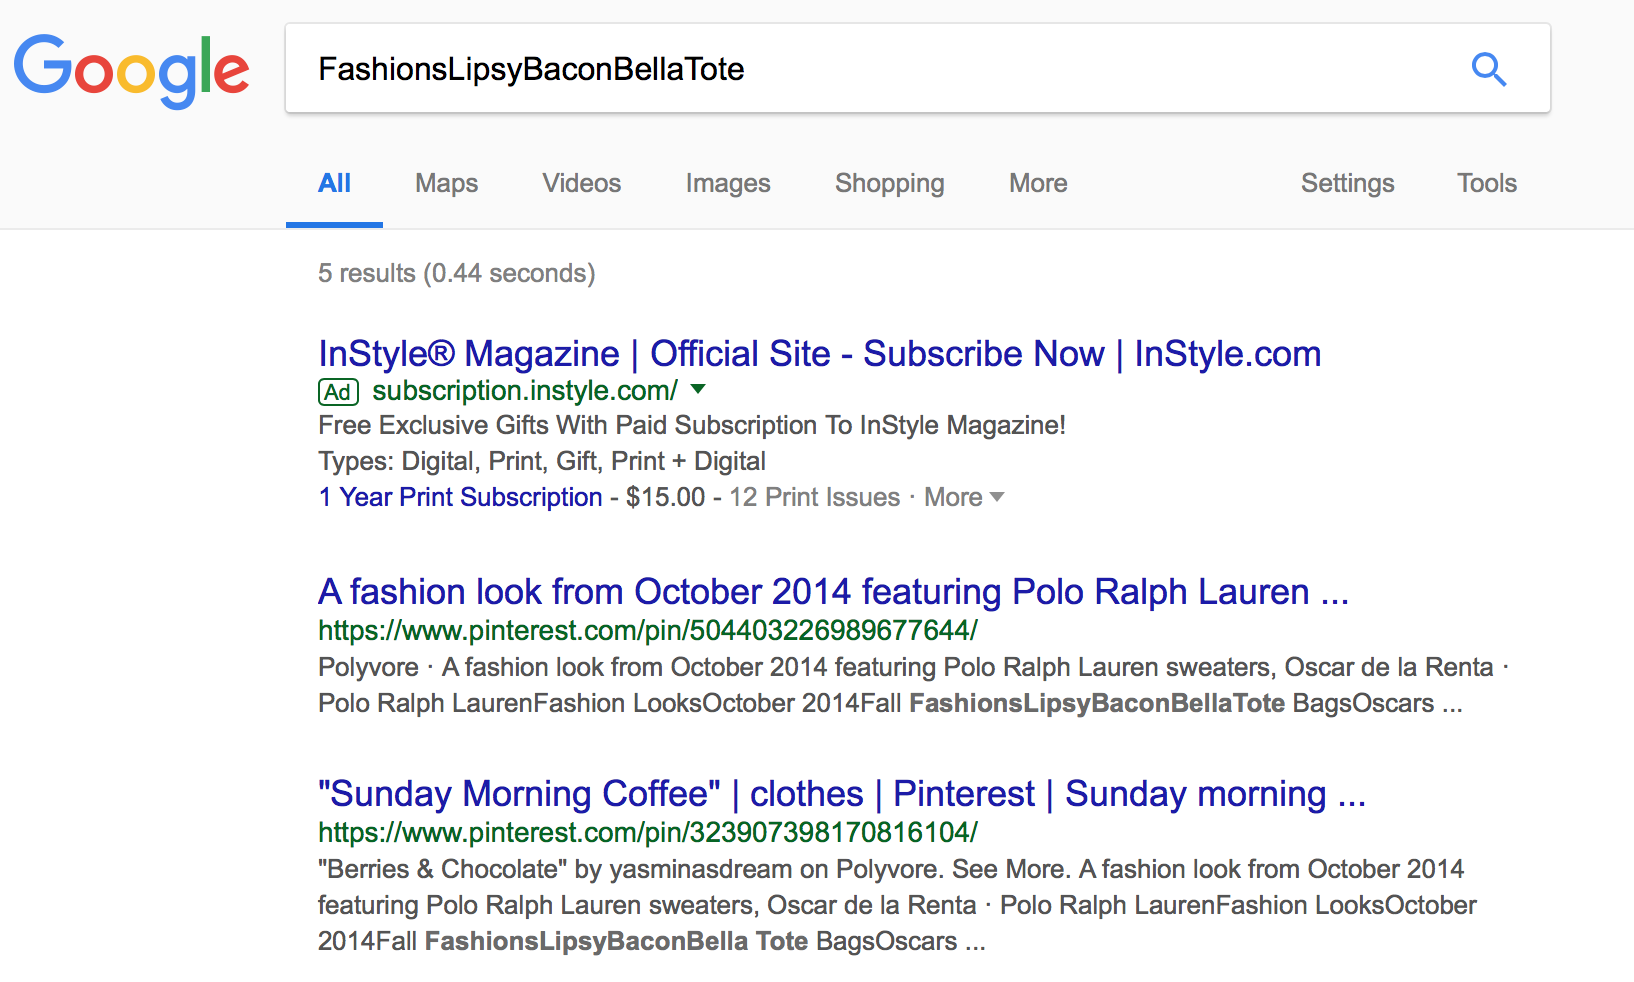 Google
FashionsLipsyBaconBellaTote
All Maps Videos Images Shopping More Settings Tools
5 results (0.44 seconds)
InStyle® Magazine | Official Site - Subscribe Now | InStyle.com
Ad subscription.instyle.com/
Free Exclusive Gifts With Paid Subscription To InStyle Magazine!
Types: Digital, Print, Gift, Print + Digital
1 Year Print Subscription - $15.00 - 12 Print Issues · More
A fashion look from October 2014 featuring Polo Ralph Lauren ...
https://www.pinterest.com/pin/504403226989677644/
Polyvore · A fashion look from October 2014 featuring Polo Ralph Lauren sweaters, Oscar de la Renta ·
Polo Ralph LaurenFashion LooksOctober 2014Fall FashionsLipsyBaconBellaTote BagsOscars ...
"Sunday Morning Coffee" | clothes | Pinterest | Sunday morning ...
https://www.pinterest.com/pin/323907398170816104/
"Berries & Chocolate" by yasminasdream on Polyvore. See More. A fashion look from October 2014
featuring Polo Ralph Lauren sweaters, Oscar de la Renta · Polo Ralph LaurenFashion LooksOctober
2014Fall FashionsLipsyBaconBella Tote BagsOscars ...